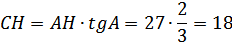 CH = AH · tgA = 27 · 2/3 = 18